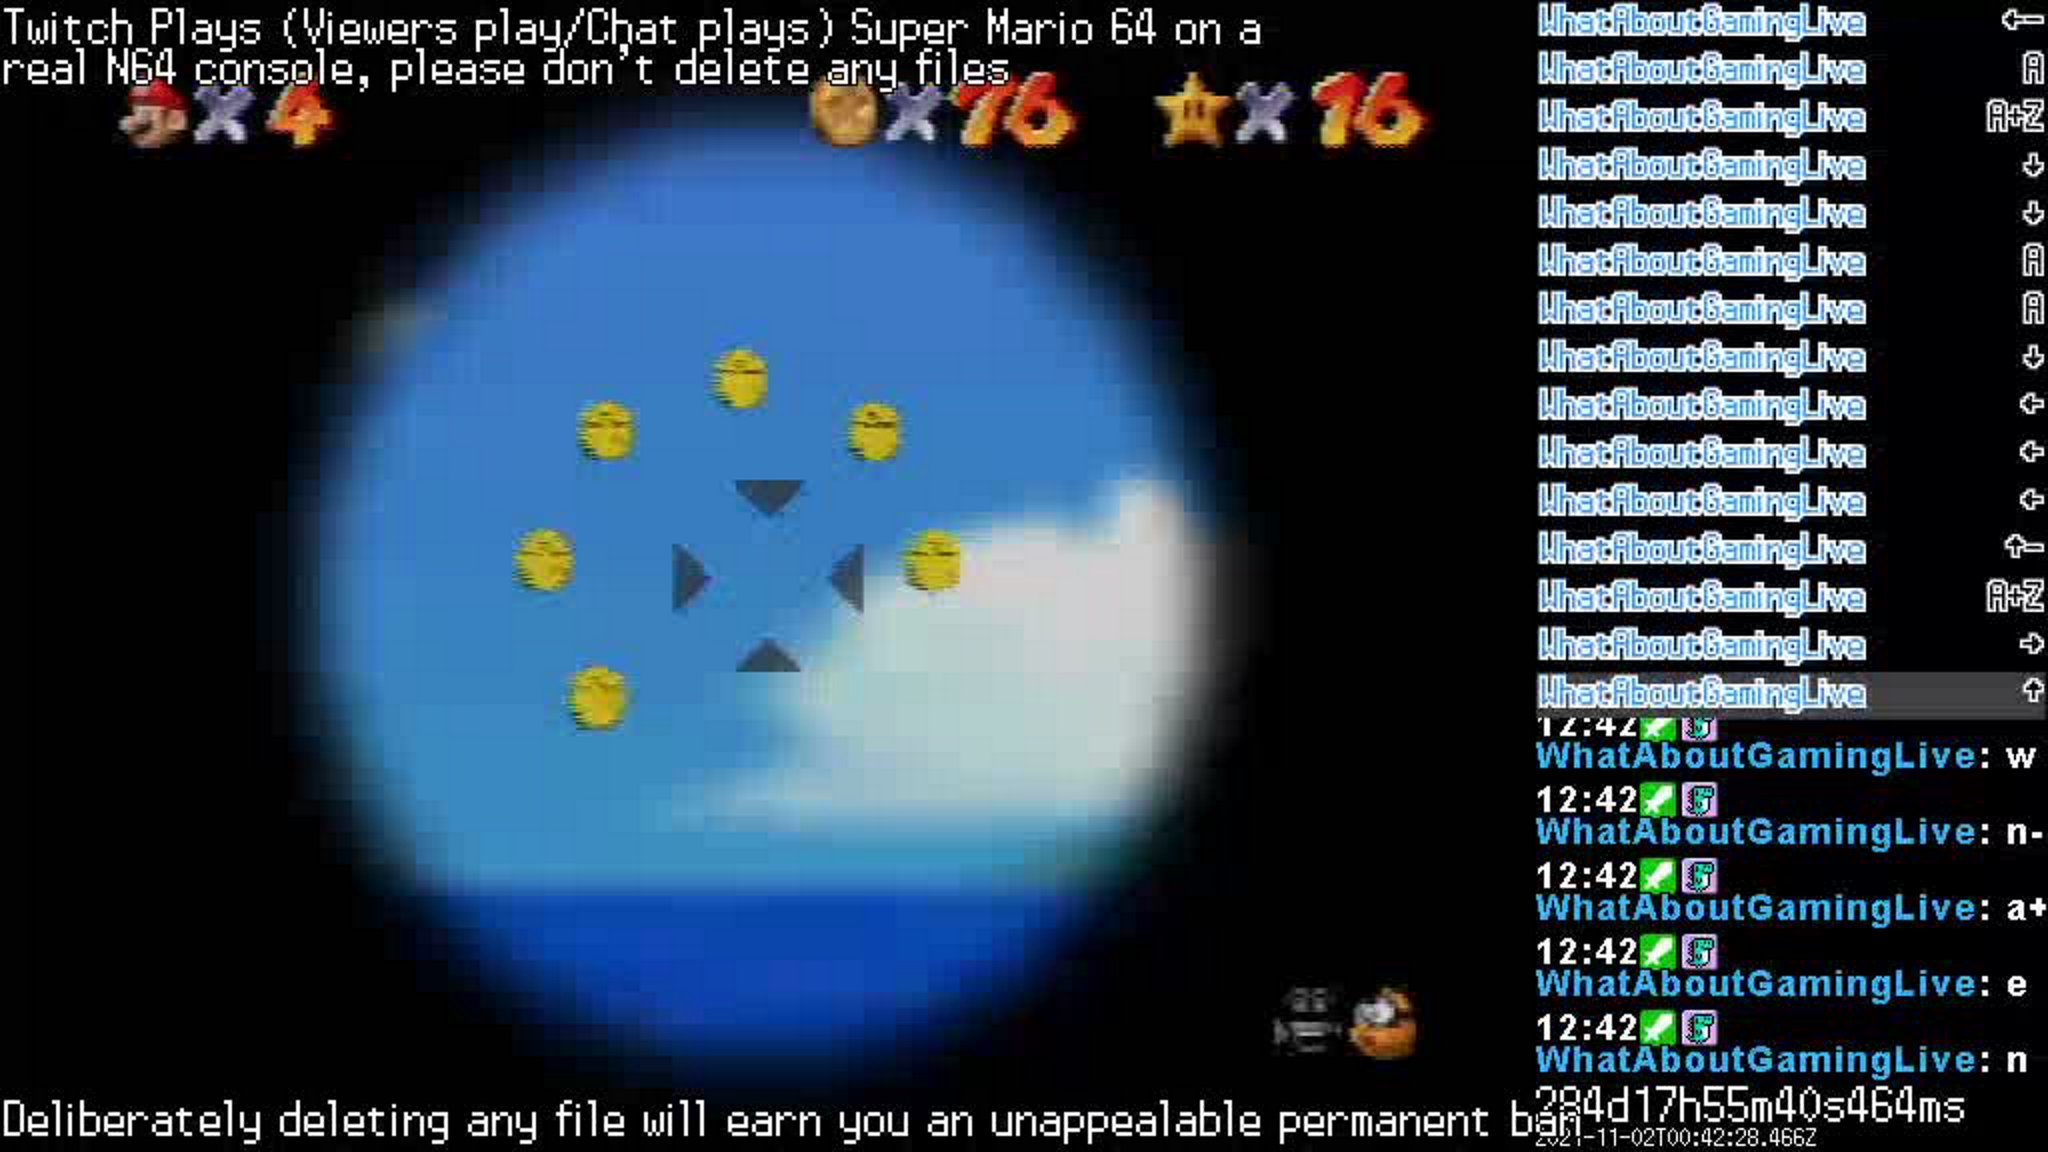 Twitch Plays (Viewers play/Chat plays) Super Mario 64 on a
real N64 console, please don't delete any files
x 4
x 76
x 16
WhatAboutGamingLive ←–
WhatAboutGamingLive A
WhatAboutGamingLive A+Z
WhatAboutGamingLive ↓
WhatAboutGamingLive ↓
WhatAboutGamingLive A
WhatAboutGamingLive A
WhatAboutGamingLive ↓
WhatAboutGamingLive ←
WhatAboutGamingLive ←
WhatAboutGamingLive ←
WhatAboutGamingLive ↑–
WhatAboutGamingLive A+Z
WhatAboutGamingLive →
WhatAboutGamingLive ↑
12:42
WhatAboutGamingLive: w
12:42
WhatAboutGamingLive: n-
12:42
WhatAboutGamingLive: a+
12:42
WhatAboutGamingLive: e
12:42
WhatAboutGamingLive: n
Deliberately deleting any file will earn you an unappealable permanent ban
284d17h55m40s464ms
2021-11-02T00:42:28.466Z